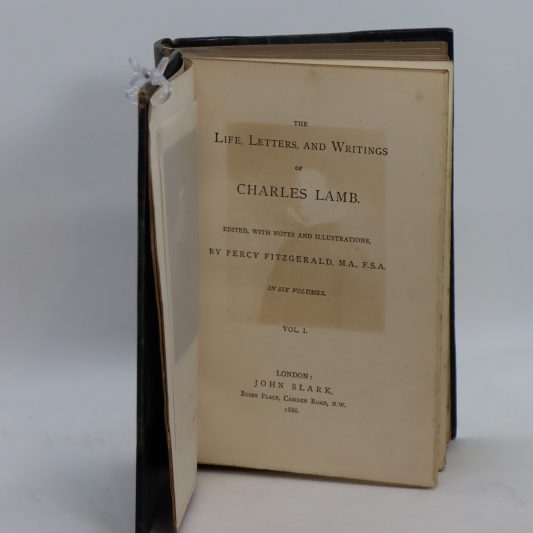 THE
LIFE, LETTERS, AND WRITINGS
OF
CHARLES LAMB.
EDITED, WITH NOTES AND ILLUSTRATIONS,
BY PERCY FITZGERALD, M.A., F.S.A.
IN SIX VOLUMES,
VOL. I.
LONDON:
JOHN SLARK,
BUSBY PLACE, CAMDEN ROAD, N.W.
1886.